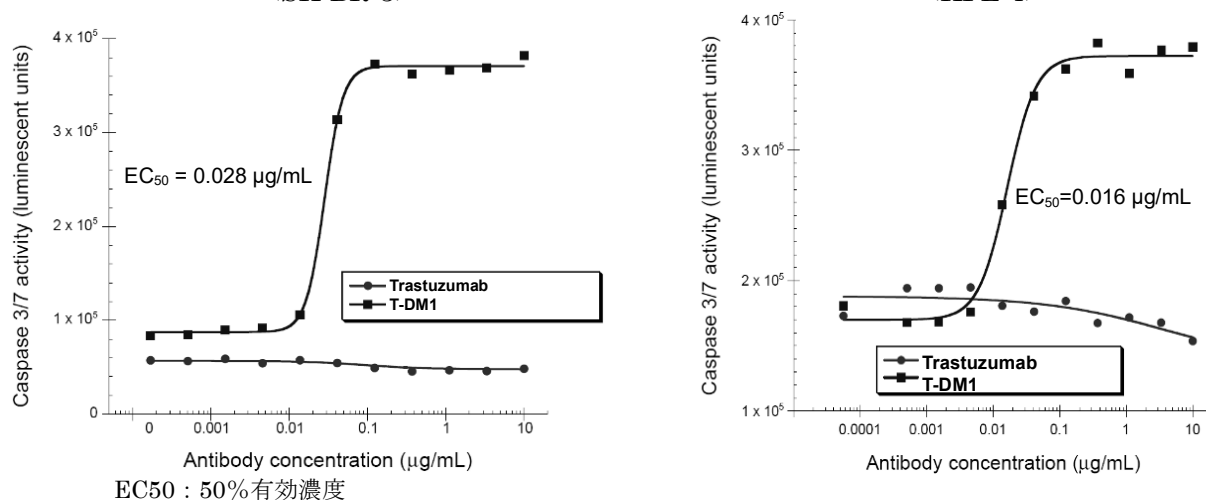 4 x 10⁵
3 x 10⁵
2 x 10⁵
1 x 10⁵
0
Caspase 3/7 activity (luminescent units)
EC₅₀ = 0.028 µg/mL
Trastuzumab
T-DM1
0 0.001 0.01 0.1 1 10
Antibody concentration (µg/mL)
EC50：50%有効濃度
4 x 10⁵
3 x 10⁵
2 x 10⁵
1 x 10⁵
Caspase 3/7 activity (luminescent units)
EC₅₀=0.016 µg/mL
Trastuzumab
T-DM1
0.0001 0.001 0.01 0.1 1 10
Antibody concentration (µg/mL)